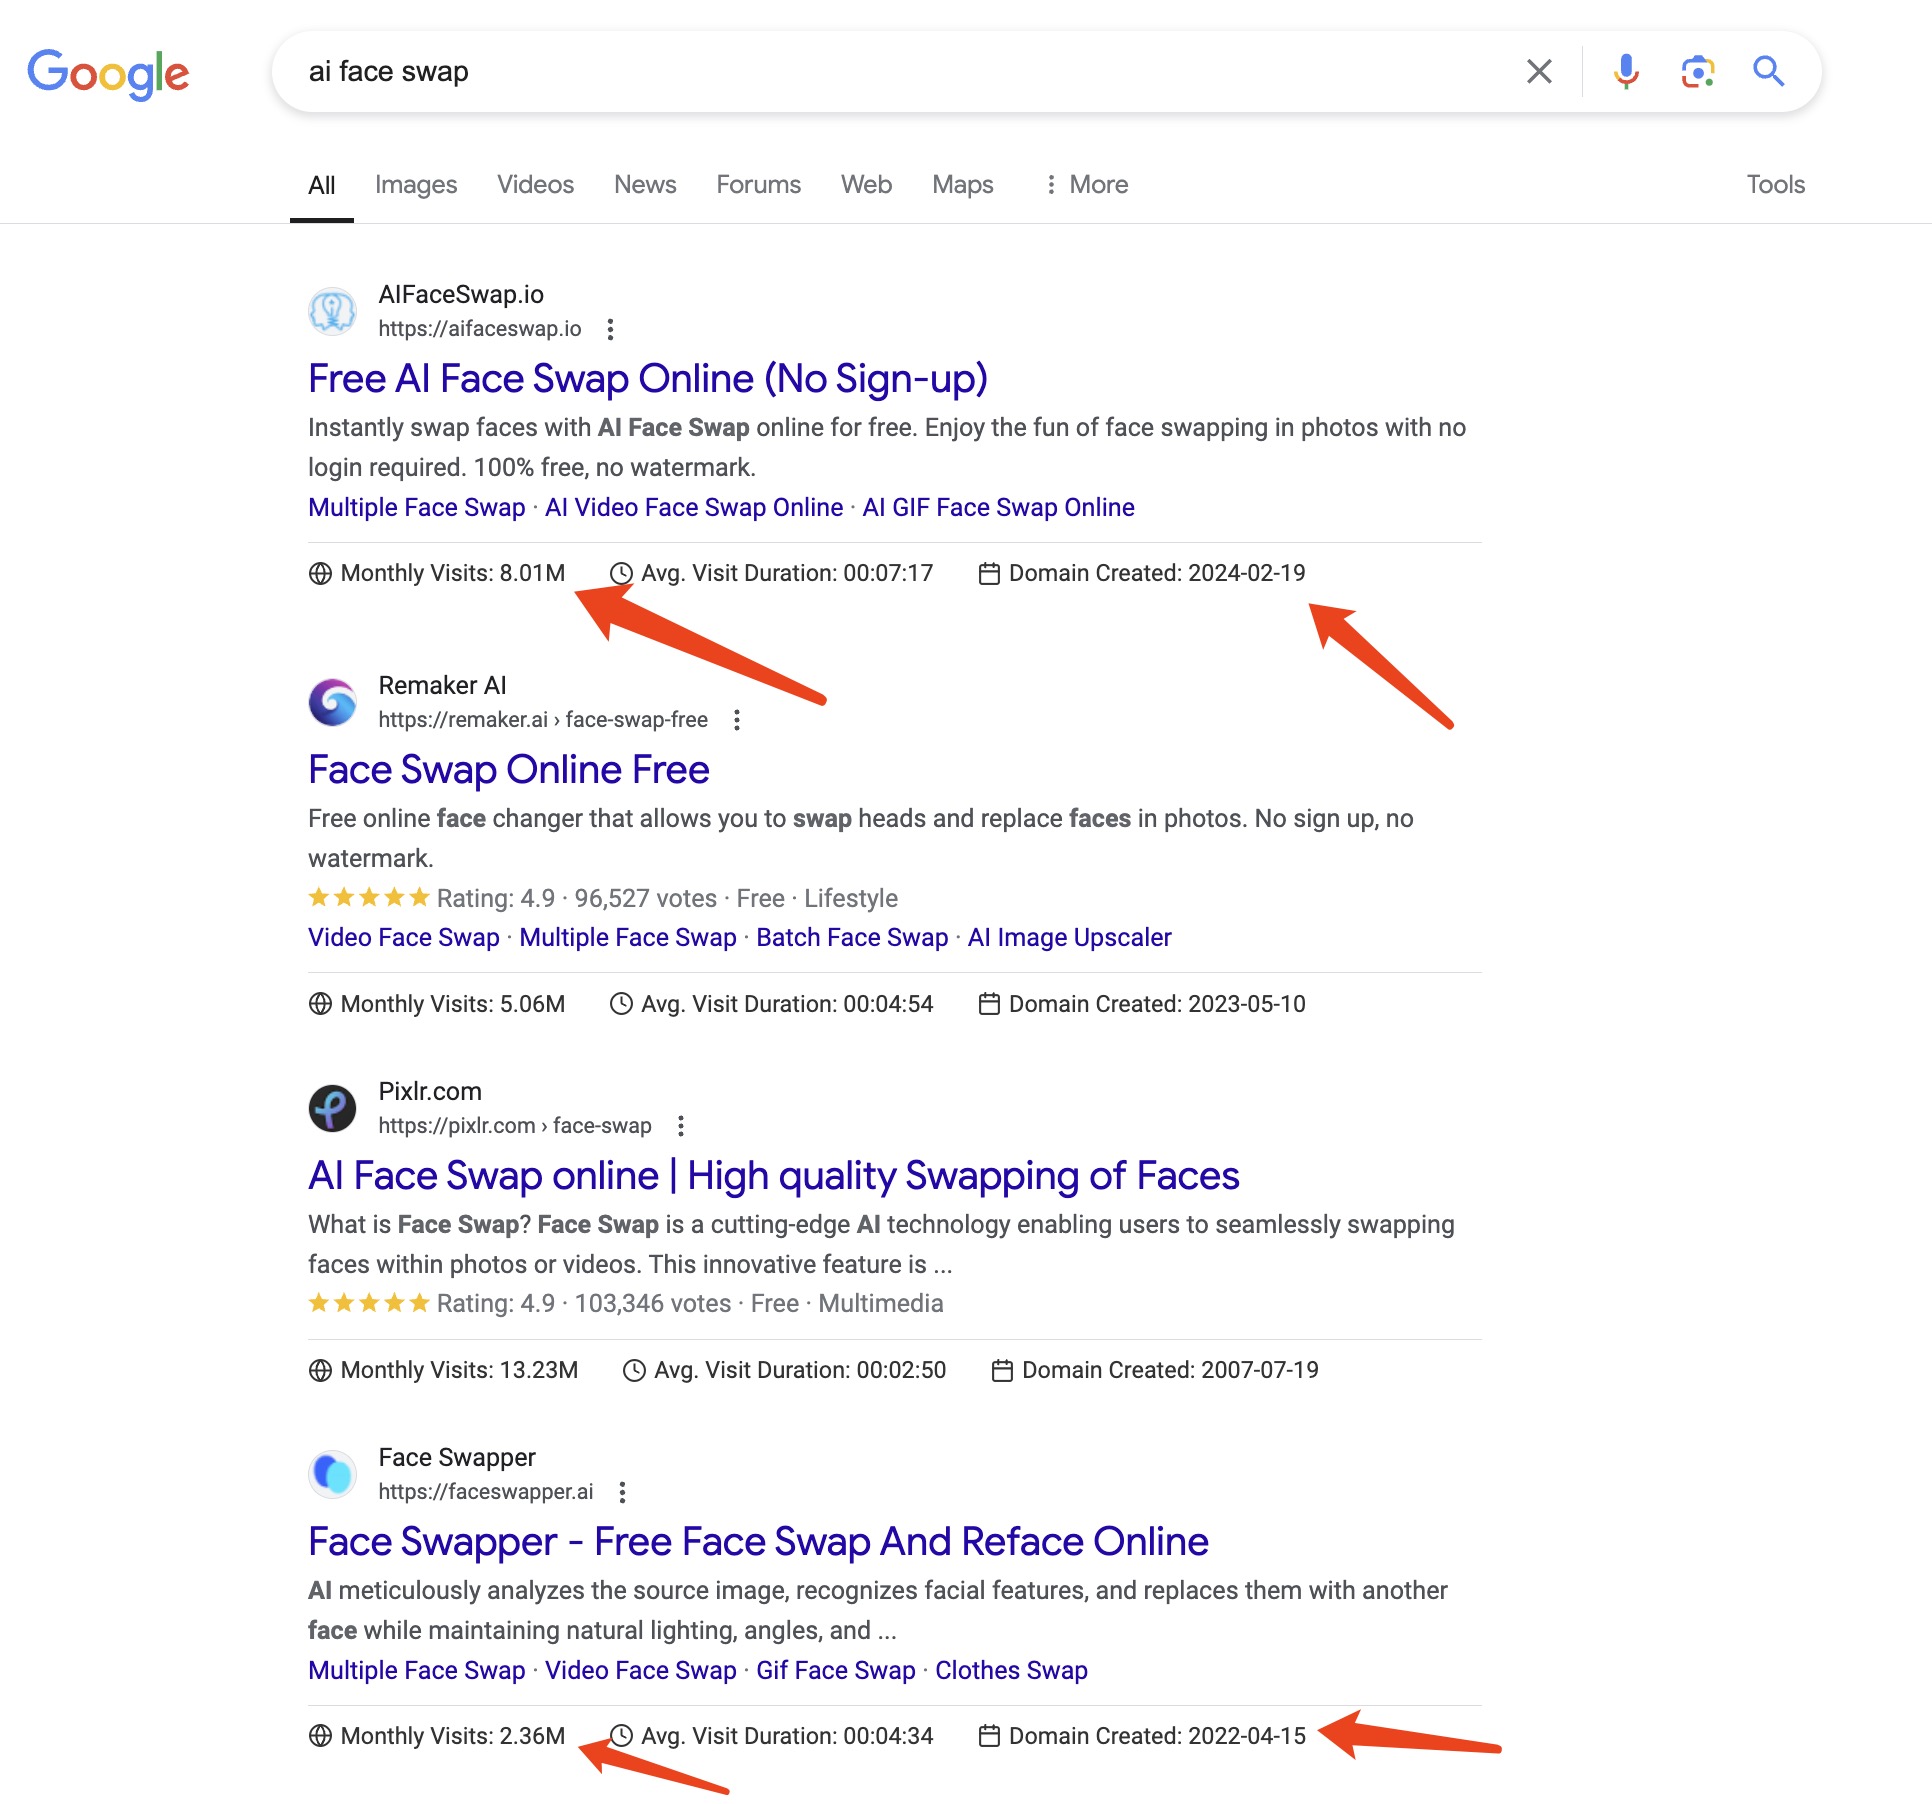 Google
ai face swap
All Images Videos News Forums Web Maps More Tools
AIFaceSwap.io
https://aifaceswap.io
Free AI Face Swap Online (No Sign-up)
Instantly swap faces with AI Face Swap online for free. Enjoy the fun of face swapping in photos with no
login required. 100% free, no watermark.
Multiple Face Swap · AI Video Face Swap Online · AI GIF Face Swap Online
Monthly Visits: 8.01M Avg. Visit Duration: 00:07:17 Domain Created: 2024-02-19
Remaker AI
https://remaker.ai › face-swap-free
Face Swap Online Free
Free online face changer that allows you to swap heads and replace faces in photos. No sign up, no
watermark.
Rating: 4.9 · 96,527 votes · Free · Lifestyle
Video Face Swap · Multiple Face Swap · Batch Face Swap · AI Image Upscaler
Monthly Visits: 5.06M Avg. Visit Duration: 00:04:54 Domain Created: 2023-05-10
Pixlr.com
https://pixlr.com › face-swap
AI Face Swap online | High quality Swapping of Faces
What is Face Swap? Face Swap is a cutting-edge AI technology enabling users to seamlessly swapping
faces within photos or videos. This innovative feature is ...
Rating: 4.9 · 103,346 votes · Free · Multimedia
Monthly Visits: 13.23M Avg. Visit Duration: 00:02:50 Domain Created: 2007-07-19
Face Swapper
https://faceswapper.ai
Face Swapper - Free Face Swap And Reface Online
AI meticulously analyzes the source image, recognizes facial features, and replaces them with another
face while maintaining natural lighting, angles, and ...
Multiple Face Swap · Video Face Swap · Gif Face Swap · Clothes Swap
Monthly Visits: 2.36M Avg. Visit Duration: 00:04:34 Domain Created: 2022-04-15